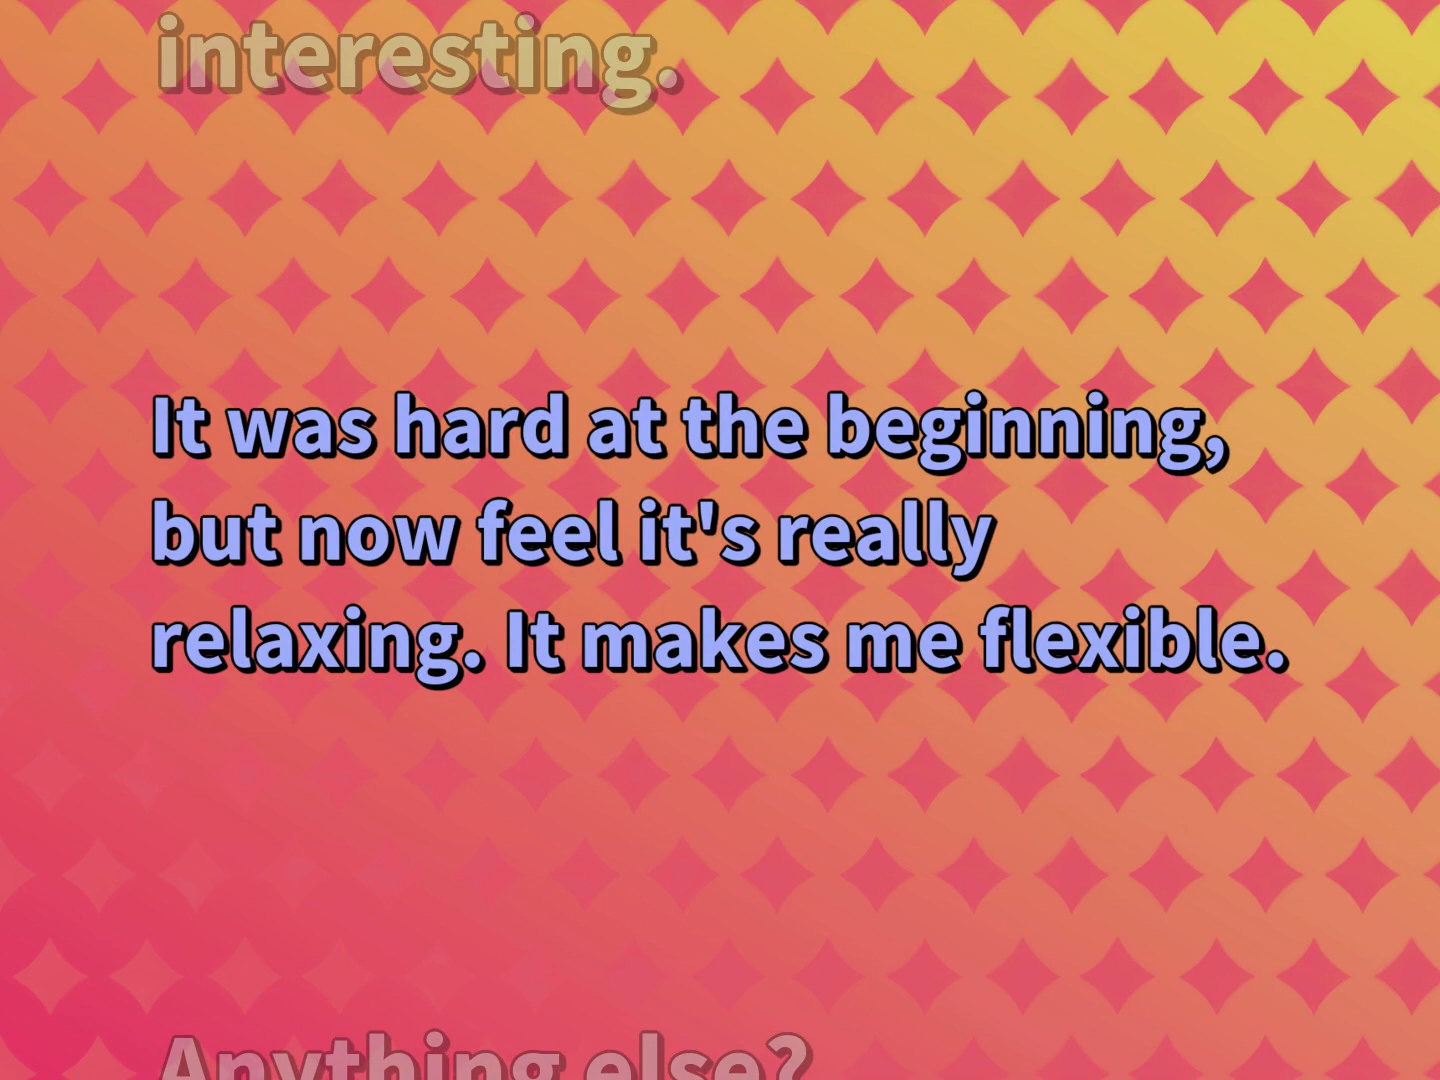 interesting.
It was hard at the beginning,
but now feel it's really
relaxing. It makes me flexible.
Anything else?